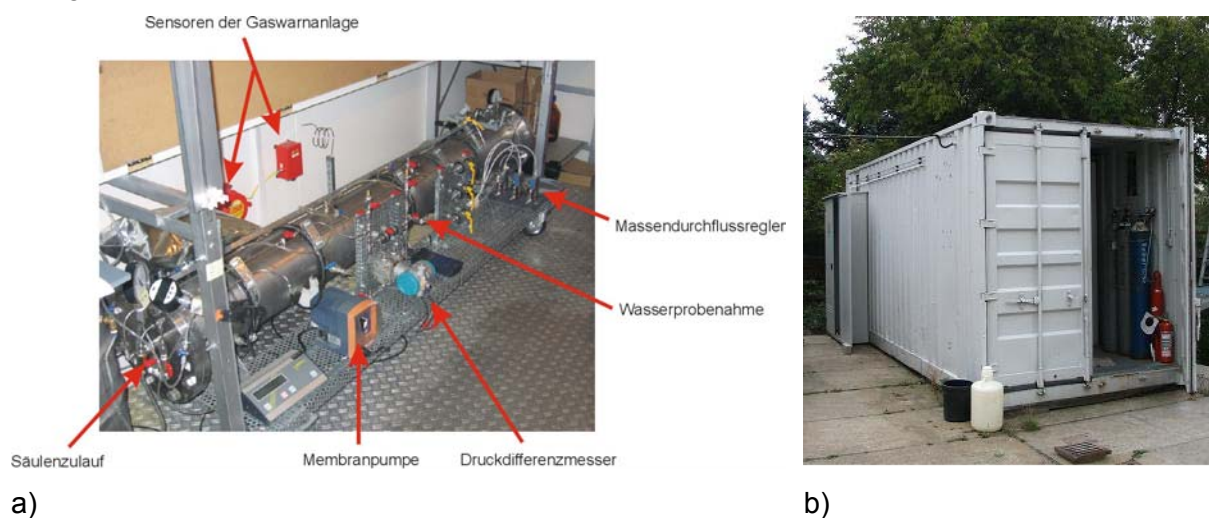 Sensoren der Gaswarnanlage
Massendurchflussregler
Wasserprobenahme
Säulenzulauf
Membranpumpe
Druckdifferenzmesser
a)
b)